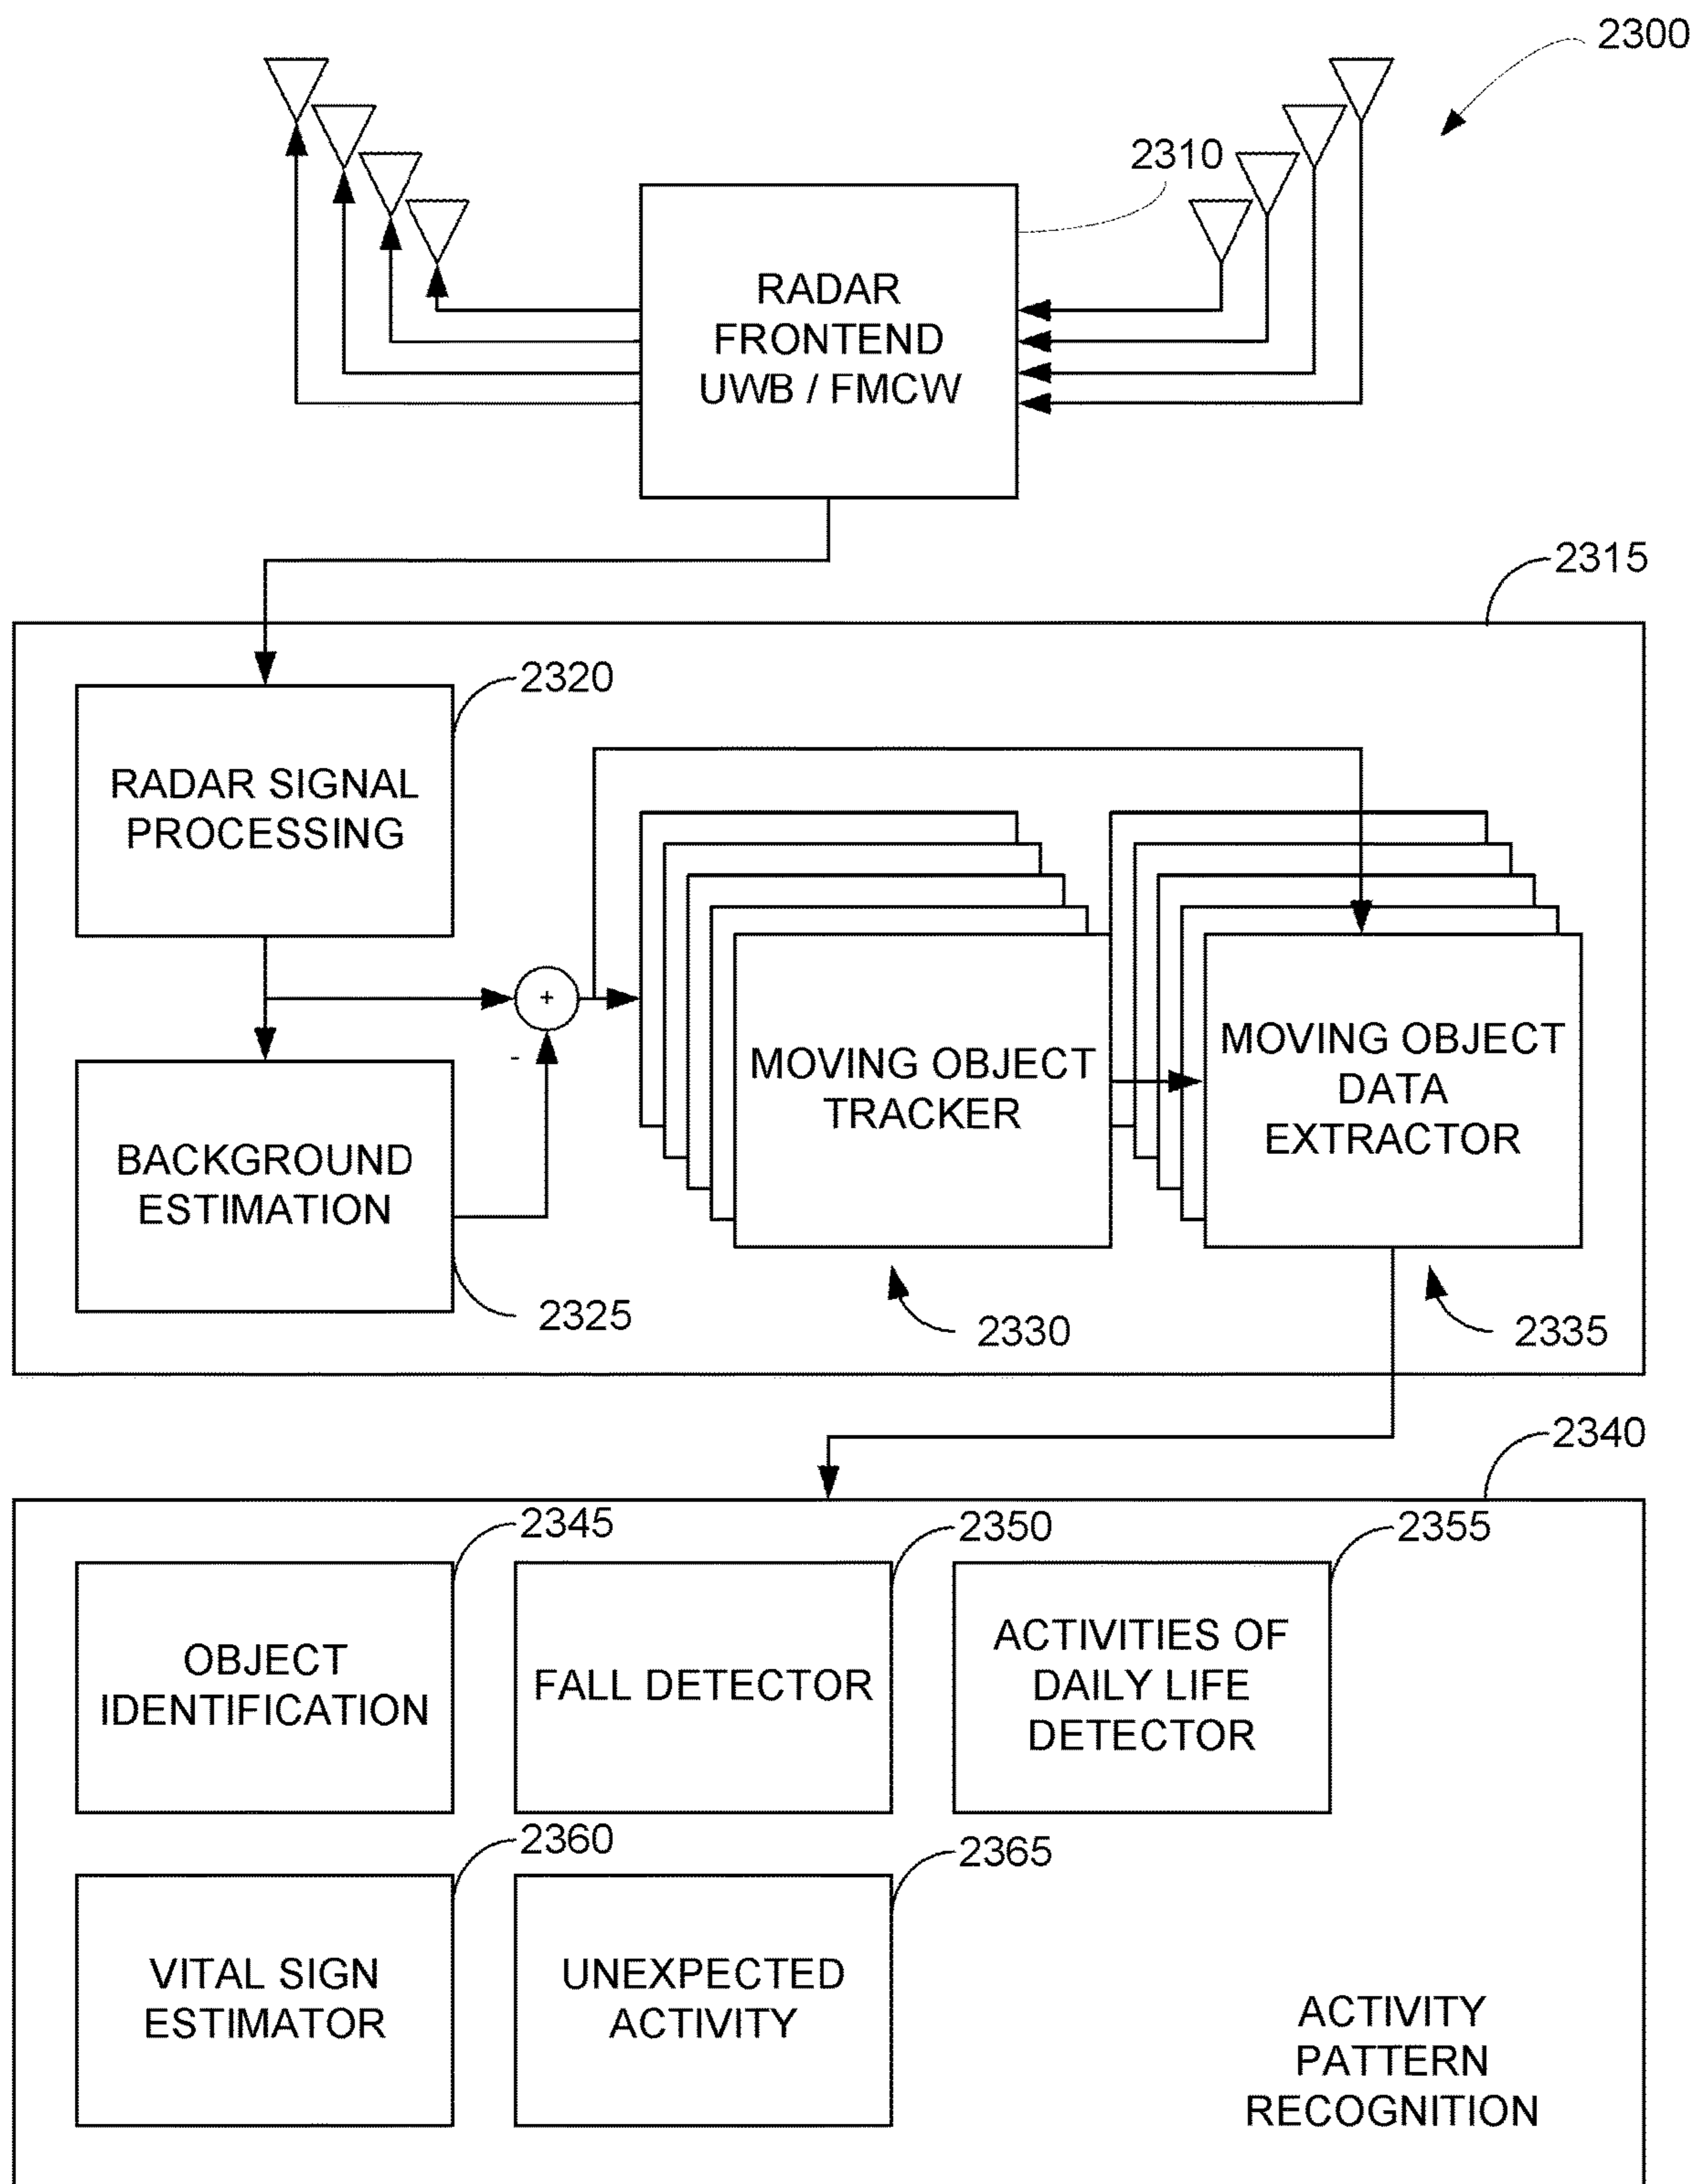 2300
2310
RADAR
FRONTEND
UWB / FMCW
2315
2320
RADAR SIGNAL
PROCESSING
+
-
BACKGROUND
ESTIMATION
2325
MOVING OBJECT
TRACKER
2330
MOVING OBJECT
DATA
EXTRACTOR
2335
2340
2345
OBJECT
IDENTIFICATION
2350
FALL DETECTOR
2355
ACTIVITIES OF
DAILY LIFE
DETECTOR
2360
VITAL SIGN
ESTIMATOR
2365
UNEXPECTED
ACTIVITY
ACTIVITY
PATTERN
RECOGNITION